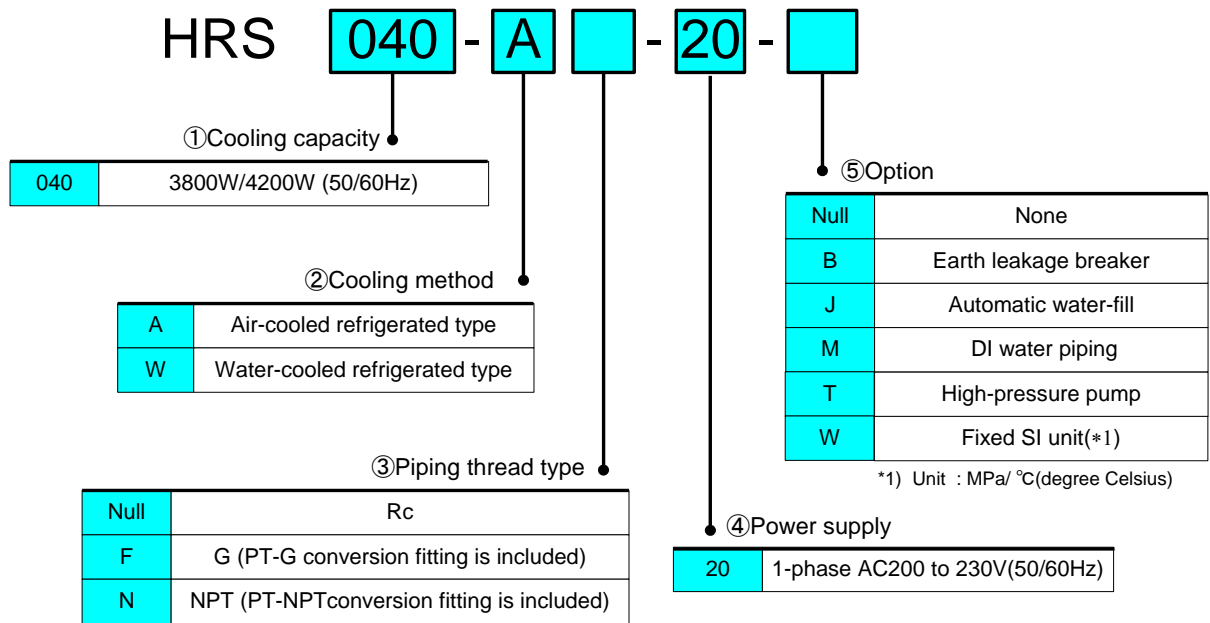 HRS 040 - A - 20 -
①Cooling capacity
040 3800W/4200W (50/60Hz)
②Cooling method
A Air-cooled refrigerated type
W Water-cooled refrigerated type
③Piping thread type
Null Rc
F G (PT-G conversion fitting is included)
N NPT (PT-NPTconversion fitting is included)
④Power supply
20 1-phase AC200 to 230V(50/60Hz)
⑤Option
Null None
B Earth leakage breaker
J Automatic water-fill
M DI water piping
T High-pressure pump
W Fixed SI unit(*1)
*1) Unit : MPa/ ℃(degree Celsius)